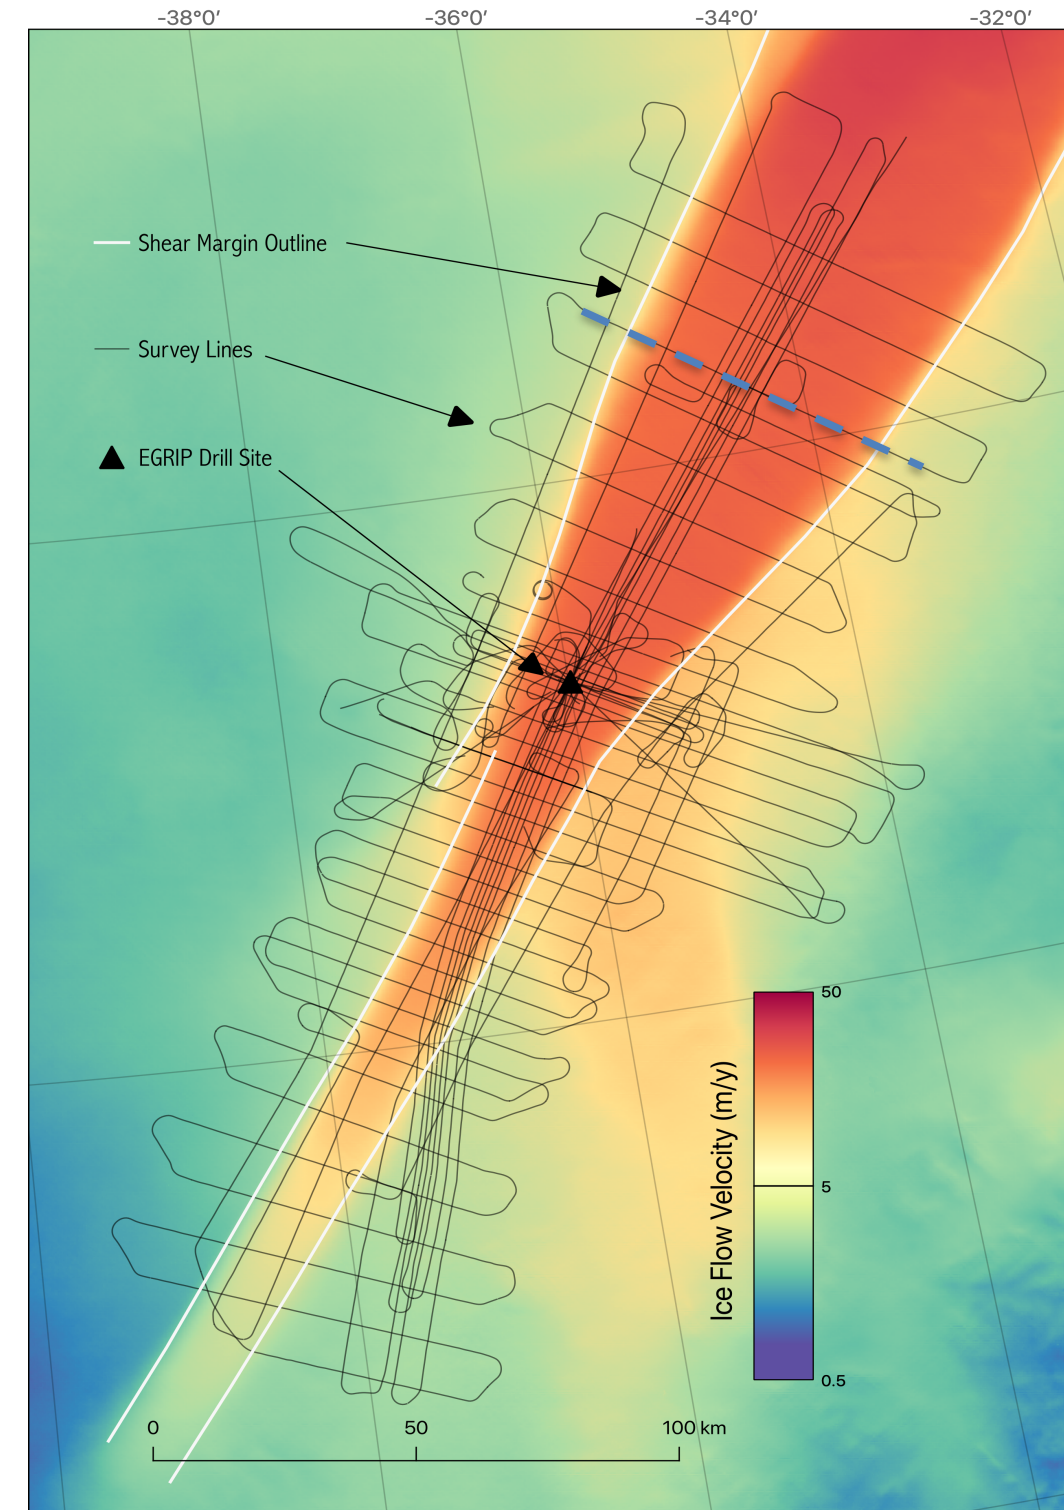 -38°0′
-36°0′
-34°0′
-32°0′
Shear Margin Outline
Survey Lines
EGRIP Drill Site
50
Ice Flow Velocity (m/y)
5
0.5
0
50
100 km